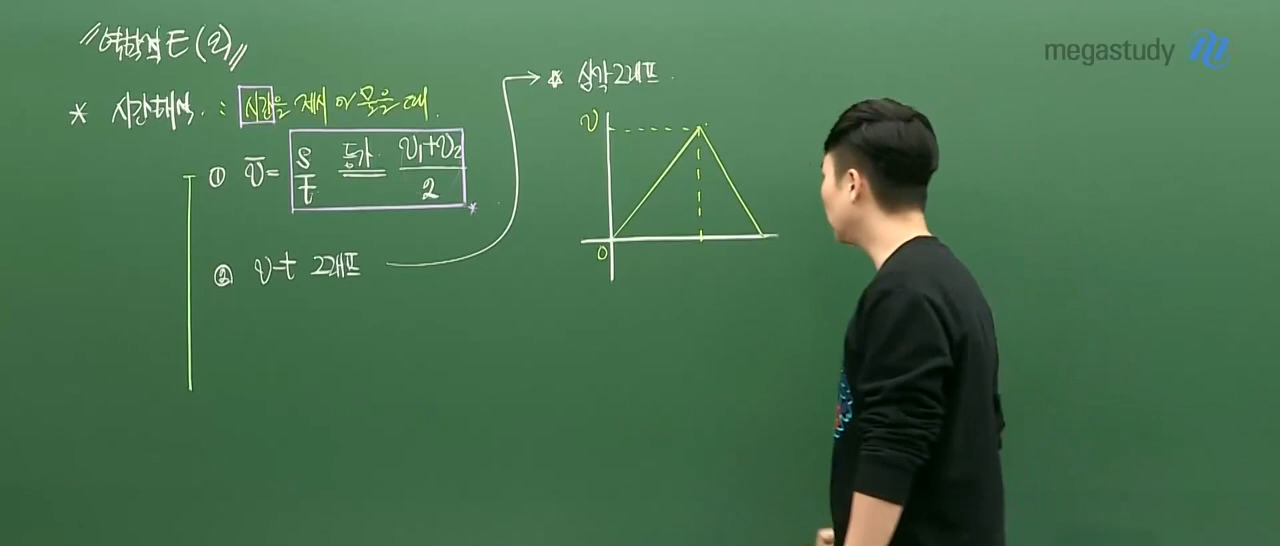 〃역학적 E (2)〃
megastudy
* 시간해석 : 시간을 제시 or 물을 때.
① v̄ = s/t 등가 (v₁+v₂)/2 *
② v-t 그래프
* 삼각그래프.
v
0